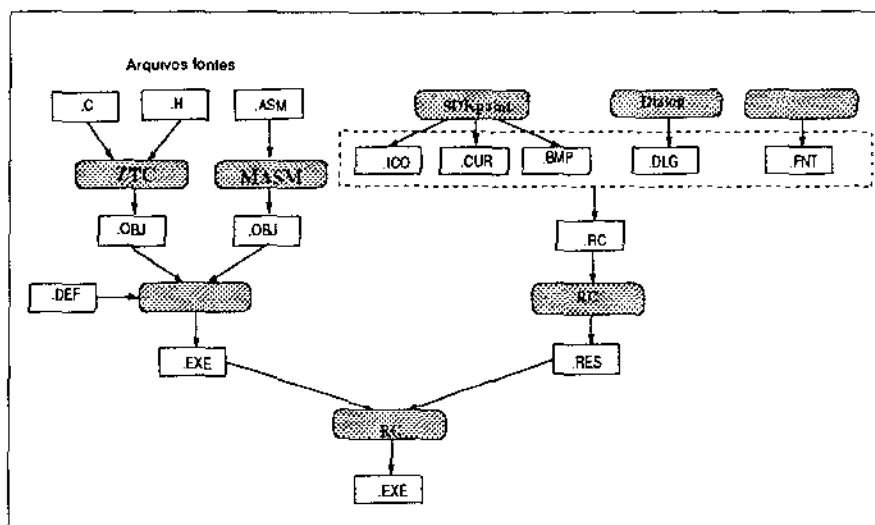 Arquivos fontes
.C
.H
.ASM
SDKpaint
Dialog
.ICO
.CUR
.BMP
.DLG
.FNT
ZTC
MASM
.OBJ
.OBJ
.RC
.DEF
RC
.EXE
.RES
RC
.EXE